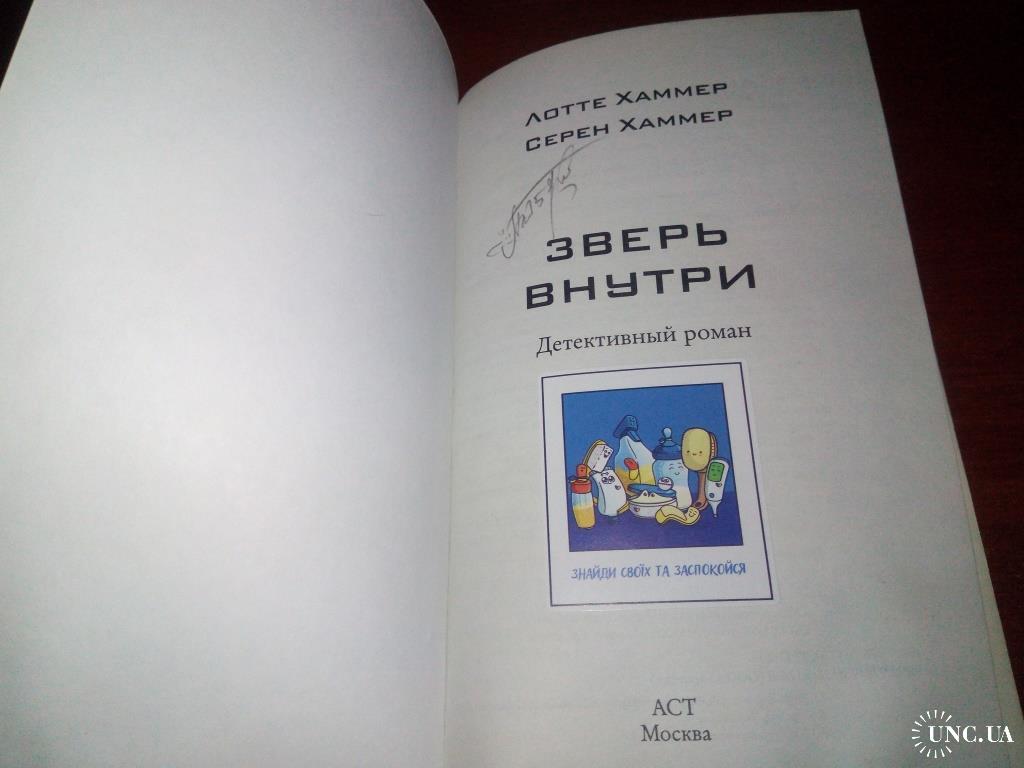 Лотте Хаммер
Серен Хаммер
Зверь
внутри
Детективный роман
ЗНАЙДИ СВОЇХ ТА ЗАСПОКОЙСЯ
АСТ
Москва
UNC.UA